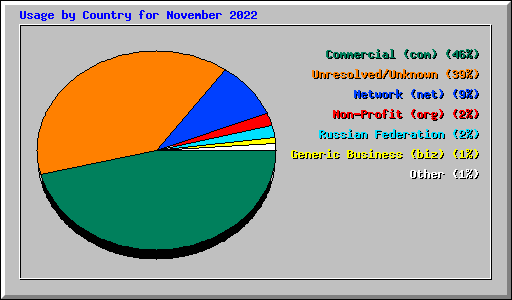 Usage by Country for November 2022
Commercial (com) (46%)
Unresolved/Unknown (39%)
Network (net) (9%)
Non-Profit (org) (2%)
Russian Federation (2%)
Generic Business (biz) (1%)
Other (1%)